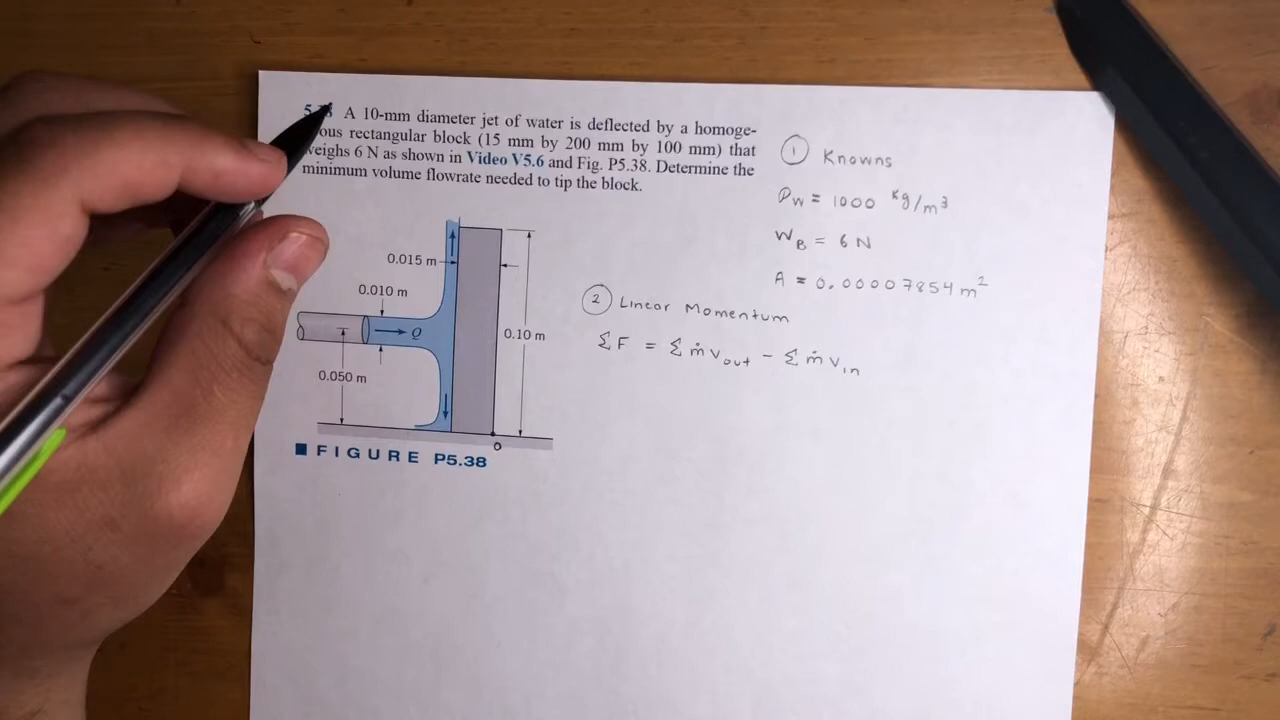 A 10-mm diameter jet of water is deflected by a homoge-
rectangular block (15 mm by 200 mm by 100 mm) that
weighs 6 N as shown in Video V5.6 and Fig. P5.38. Determine the
minimum volume flowrate needed to tip the block.
0.015 m
0.010 m
Q
0.10 m
0.050 m
O
FIGURE P5.38
1 Knowns
ρw = 1000 kg/m³
WB = 6 N
A = 0.00007854 m²
2 Linear Momentum
ΣF = Σ ṁ Vout - Σ ṁ Vin